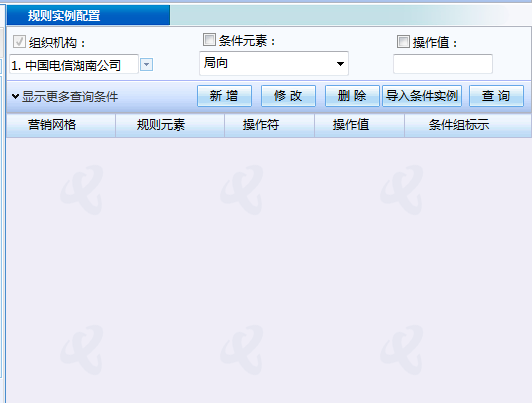 规则实例配置
组织机构： 条件元素： 操作值：
1. 中国电信湖南公司 局向
显示更多查询条件 新 增 修 改 删 除 导入条件实例 查 询
营销网格 规则元素 操作符 操作值 条件组标示